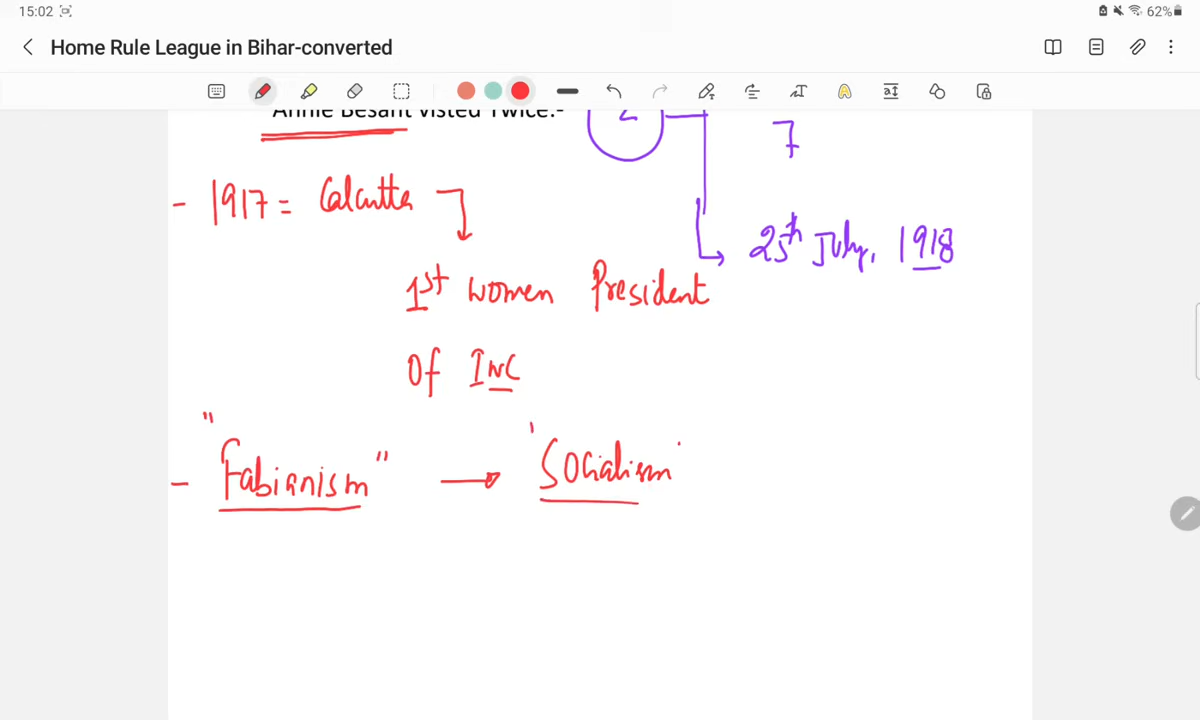 15:02 62%
Home Rule League in Bihar-converted
Annie Besant visted Twice:- 2 7
- 1917 = Calcutta
25th July, 1918
1st women President
Of INC
- "Fabianism" → 'Socialism'